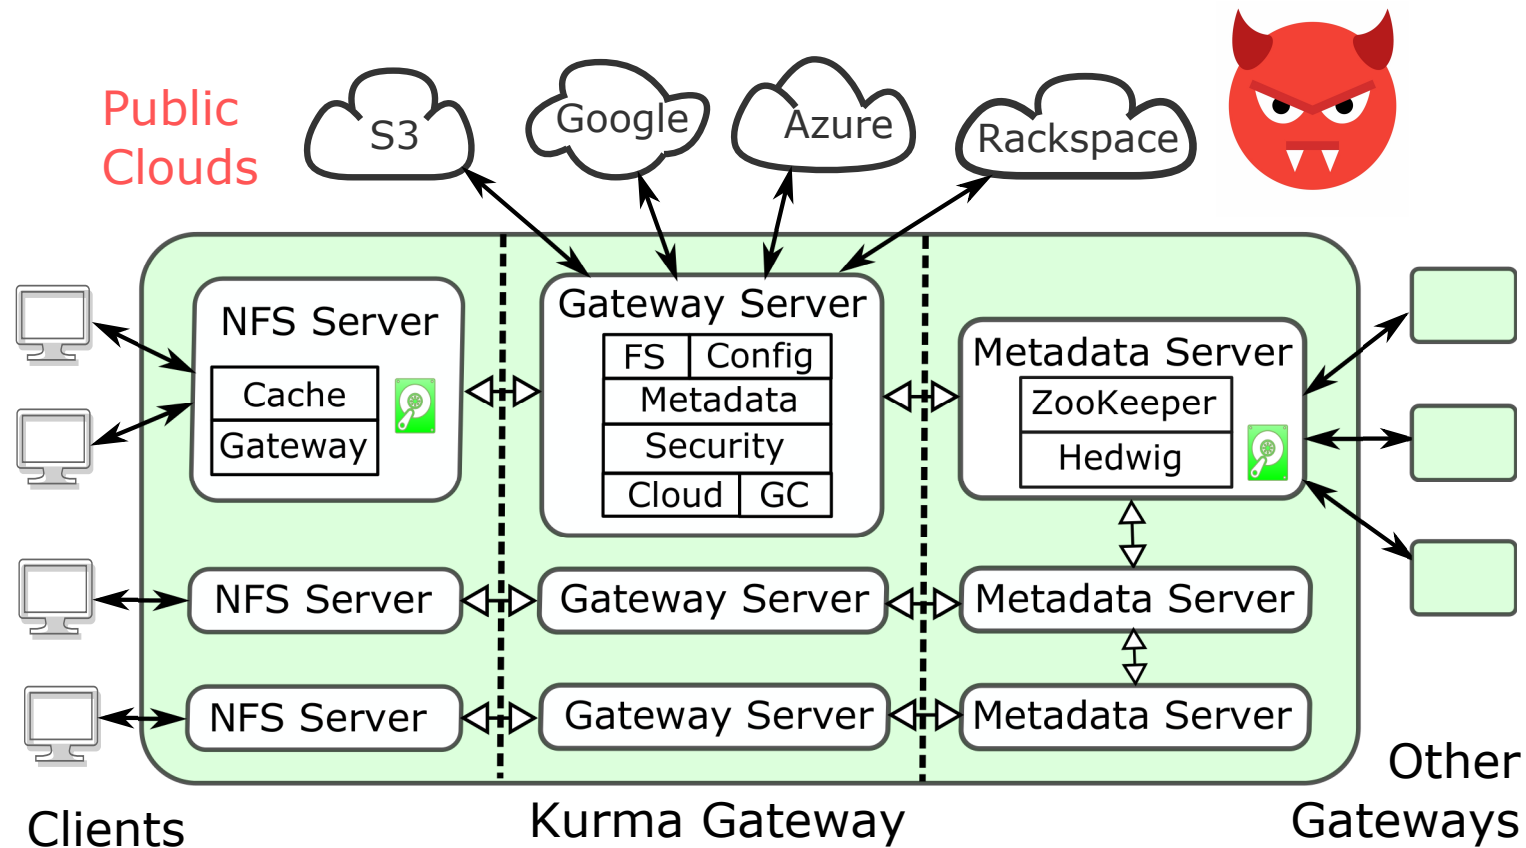 Public
Clouds
S3
Google
Azure
Rackspace
NFS Server
Cache
Gateway
Gateway Server
FS
Config
Metadata
Security
Cloud
GC
Metadata Server
ZooKeeper
Hedwig
NFS Server
Gateway Server
Metadata Server
NFS Server
Gateway Server
Metadata Server
Clients
Kurma Gateway
Other
Gateways